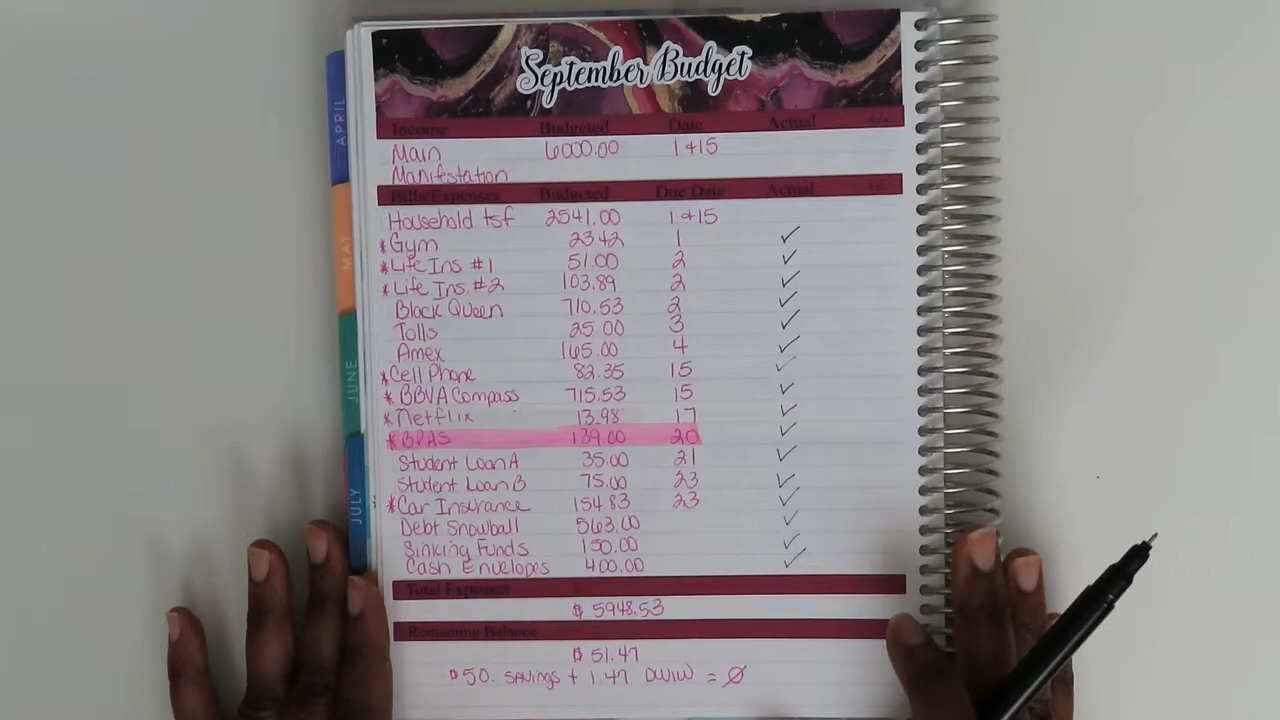 September Budget
Income Budgeted Date Actual +/-
Main 6000.00 1+15
Manifestation
Bills/Expenses Budgeted Due Date Actual +/-
Household tsf 2541.00 1+15
*Gym 23.42 1 ✓
*Life Ins #1 51.00 2 ✓
*Life Ins. #2 103.89 2 ✓
Black Queen 710.53 2 ✓
Tolls 25.00 3 ✓
Amex 165.00 4 ✓
*Cell Phone 82.35 15 ✓
*BBVA Compass 715.53 15 ✓
*Netflix 13.98 17 ✓
*BPAS 139.00 20 ✓
Student Loan A 35.00 21 ✓
Student Loan B 75.00 23 ✓
*Car Insurance 154.83 23 ✓
Debt Snowball 563.00 ✓
Sinking Funds 150.00 ✓
Cash Envelopes 400.00 ✓
Total Expenses
$ 5948.53
Remaining Balance
$ 51.47
$50. Savings + 1.47 DWIW = Ø
APRIL
MAY
JUNE
JULY